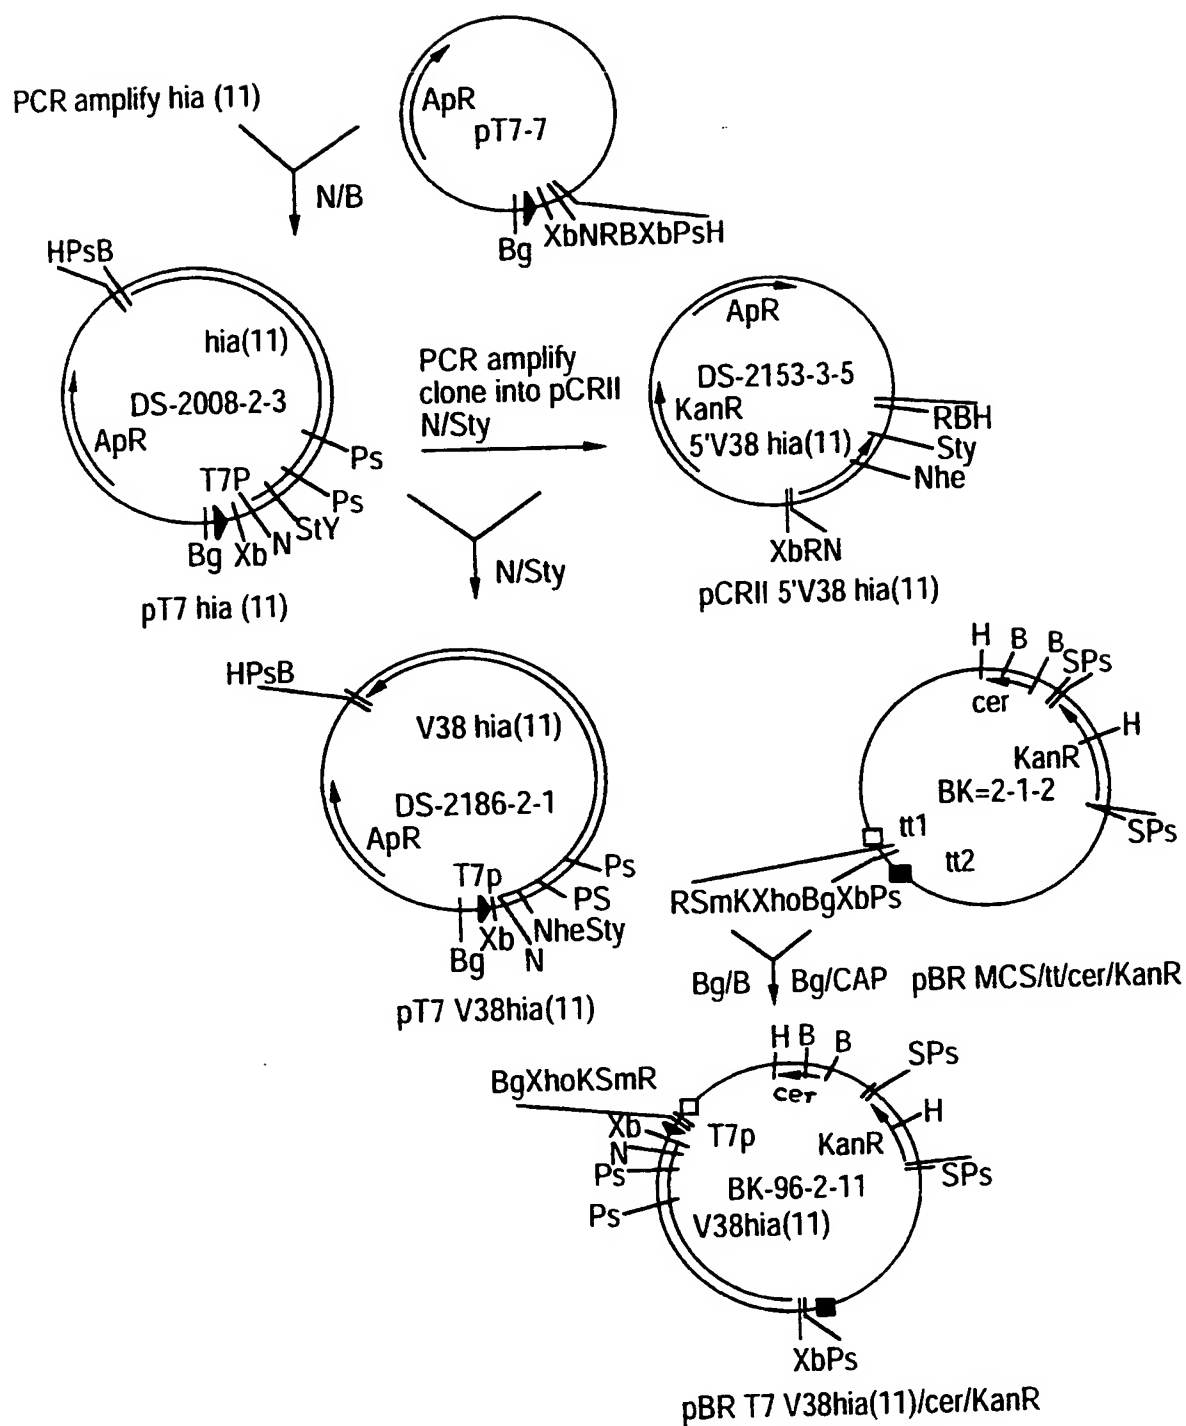 PCR amplify hia (11)
ApR
pT7-7
N/B
Bg
XbNRBXbPsH
HPsB
hia(11)
DS-2008-2-3
ApR
T7P
Ps
Ps
StY
N
Xb
Bg
pT7 hia (11)
PCR amplify
clone into pCRII
N/Sty
ApR
DS-2153-3-5
KanR
5'V38 hia(11)
RBH
Sty
Nhe
XbRN
pCRII 5'V38 hia(11)
N/Sty
HPsB
V38 hia(11)
DS-2186-2-1
ApR
T7p
Ps
PS
NheSty
N
Xb
Bg
pT7 V38hia(11)
H
B
B
SPs
cer
H
KanR
BK=2-1-2
SPs
tt1
tt2
RSmKXhoBgXbPs
Bg/B
Bg/CAP
pBR MCS/tt/cer/KanR
H
B
B
SPs
BgXhoKSmR
cer
H
Xb
T7p
KanR
N
Ps
SPs
BK-96-2-11
Ps
V38hia(11)
XbPs
pBR T7 V38hia(11)/cer/KanR